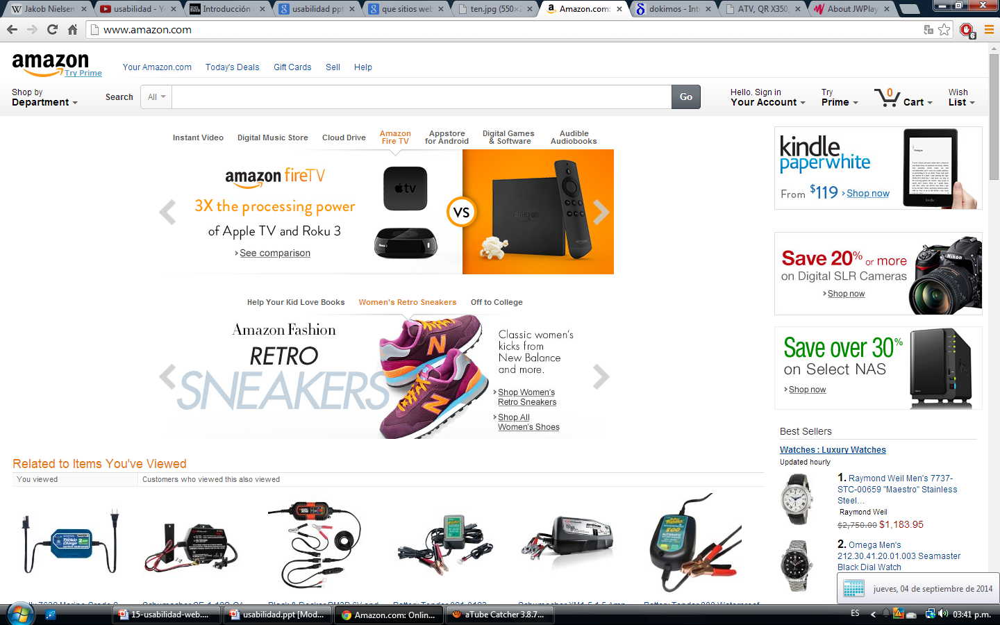 Jakob Nielsen
usabilidad - Y
Introducción
usabilidad ppt
que sitios web
ten.jpg (550×
Amazon.com:
dokimos - Int
ATV, QR X350,
About JWPlay
www.amazon.com
6
amazon
Try Prime
Your Amazon.com
Today's Deals
Gift Cards
Sell
Help
Shop by
Department
Search
All
Go
Hello. Sign in
Your Account
Try
Prime
0
Cart
Wish
List
Instant Video
Digital Music Store
Cloud Drive
Amazon
Fire TV
Appstore
for Android
Digital Games
& Software
Audible
Audiobooks
amazon fireTV
3X the processing power
of Apple TV and Roku 3
See comparison
tv
VS
amazon
kindle
paperwhite
From $119 Shop now
kindle
Save 20% or more
on Digital SLR Cameras
Shop now
Nikon
Save over 30%
on Select NAS
Shop now
Help Your Kid Love Books
Women's Retro Sneakers
Off to College
Amazon Fashion
RETRO
SNEAKERS
N
N
Classic women's
kicks from
New Balance
and more.
Shop Women's
Retro Sneakers
Shop All
Women's Shoes
Best Sellers
Watches : Luxury Watches
Updated hourly
1. Raymond Weil Men's 7737-
STC-00659 "Maestro" Stainless
Steel...
Raymond Weil
$2,750.00 $1,183.95
2. Omega Men's
212.30.41.20.01.003 Seamaster
Black Dial Watch
Related to Items You've Viewed
You viewed
Customers who viewed this also viewed
800
jueves, 04 de septiembre de 2014
15-usabilidad-web....
usabilidad.ppt [Mod...
Amazon.com: Onlin...
aTube Catcher 3.8.7...
ES
03:41 p.m.